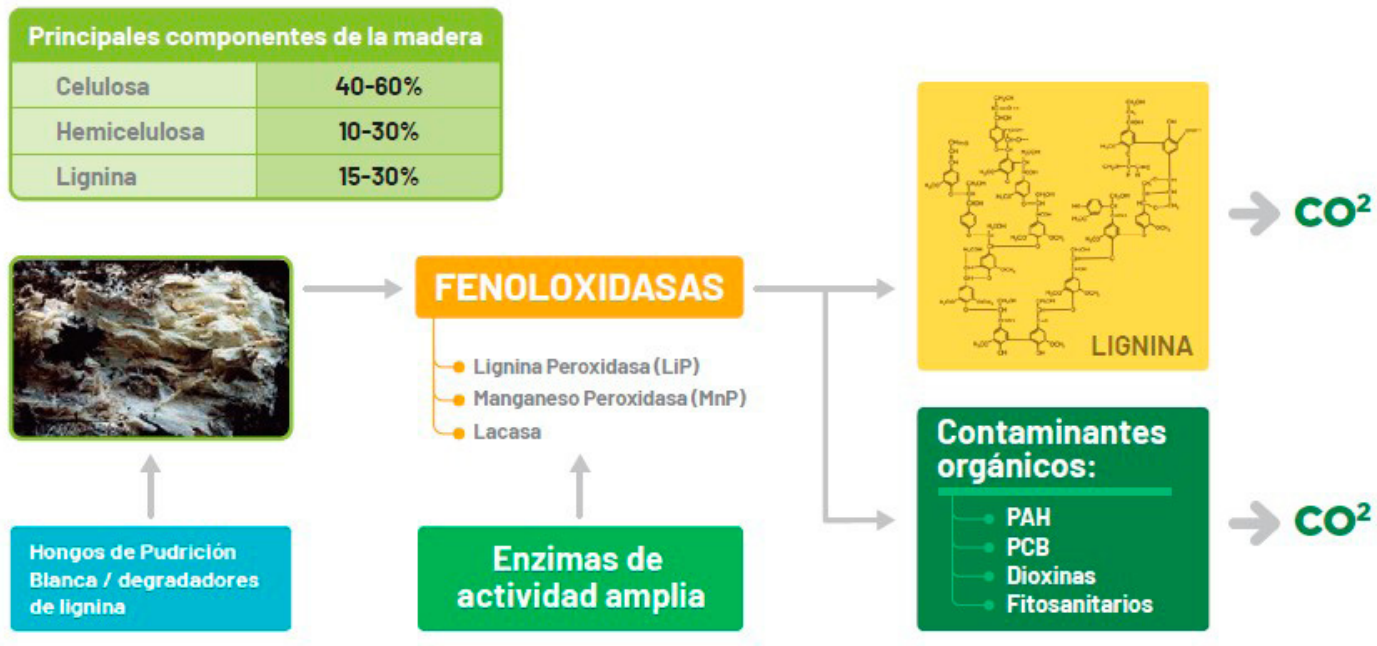 Principales componentes de la madera
Celulosa 40-60%
Hemicelulosa 10-30%
Lignina 15-30%
FENOLOXIDASAS
Lignina Peroxidasa (LiP)
Manganeso Peroxidasa (MnP)
Lacasa
LIGNINA
CO²
Hongos de Pudrición
Blanca / degradadores
de lignina
Enzimas de
actividad amplia
Contaminantes
orgánicos:
PAH
PCB
Dioxinas
Fitosanitarios
CO²